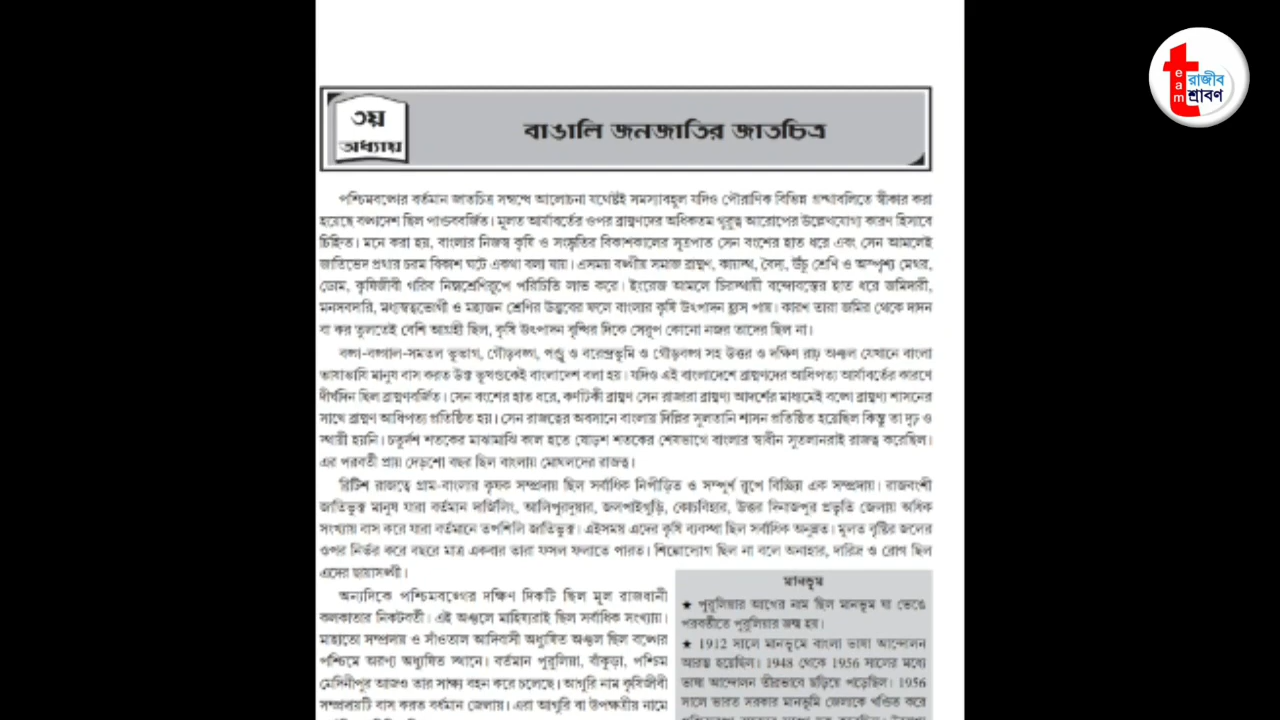 team
রাজীব
শ্রাবণ
৩য়
অধ্যায়
বাঙালি জনজাতির জাতচিত্র
পশ্চিমবঙ্গের বর্তমান জাতচিত্র সম্বন্ধে আলোচনা যথেষ্টই সমস্যাবহুল যদিও পৌরাণিক বিভিন্ন গ্রন্থাবলিতে স্বীকার করা
হয়েছে বঙ্গদেশ ছিল পাণ্ডববর্জিত। মূলত আর্যাবর্তের ওপর ব্রাহ্মণদের অধিকতম গুরুত্ব আরোপের উল্লেখযোগ্য কারণ হিসাবে
চিহ্নিত। মনে করা হয়, বাংলার নিজস্ব কৃষি ও সংস্কৃতির বিকাশকালের সূত্রপাত সেন বংশের হাত ধরে এবং সেন আমলেই
জাতিভেদ প্রথার চরম বিকাশ ঘটে একথা বলা যায়। এসময় বঙ্গীয় সমাজ ব্রাহ্মণ, কায়স্থ, বৈদ্য, উঁচু শ্রেণি ও অস্পৃশ্য মেথর,
ডোম, কৃষিজীবী গরিব নিম্নশ্রেণিরূপে পরিচিতি লাভ করে। ইংরেজ আমলে চিরস্থায়ী বন্দোবস্তের হাত ধরে জমিদারী,
মনসবদারি, মধ্যস্বত্বভোগী ও মহাজন শ্রেণির উদ্ভবের ফলে বাংলার কৃষি উৎপাদন হ্রাস পায়। কারণ তারা জমির থেকে দাদন
বা কর তুলতেই বেশি আগ্রহী ছিল, কৃষি উৎপাদন বৃদ্ধির দিকে সেরূপ কোনো নজর তাদের ছিল না।
বঙ্গ-বঙ্গাল-সমতল ভূভাগ, গৌড়বঙ্গ, পুণ্ড্র ও বরেন্দ্রভূমি ও গৌড়বঙ্গ সহ উত্তর ও দক্ষিণ রাঢ় অঞ্চল যেখানে বাংলা
ভাষাভাষি মানুষ বাস করত উক্ত ভূখণ্ডকেই বাংলাদেশ বলা হয়। যদিও এই বাংলাদেশে ব্রাহ্মণদের আধিপত্য আর্যাবর্তের কারণে
দীর্ঘদিন ছিল ব্রাহ্মণবর্জিত। সেন বংশের হাত ধরে, কর্ণাটকী ব্রাহ্মণ সেন রাজারা ব্রাহ্মণ্য আদর্শের মাধ্যমেই বঙ্গে ব্রাহ্মণ্য শাসনের
সাথে ব্রাহ্মণ আধিপত্য প্রতিষ্ঠিত হয়। সেন রাজত্বের অবসানে বাংলায় দিল্লির সুলতানি শাসন প্রতিষ্ঠিত হয়েছিল কিন্তু তা দৃঢ় ও
স্থায়ী হয়নি। চতুর্দশ শতকের মাঝামাঝি কাল হতে ষোড়শ শতকের শেষভাগে বাংলার স্বাধীন সুতলানরাই রাজত্ব করেছিল।
এর পরবর্তী প্রায় দেড়শো বছর ছিল বাংলায় মোঘলদের রাজত্ব।
ব্রিটিশ রাজত্বে গ্রাম-বাংলার কৃষক সম্প্রদায় ছিল সর্বাধিক নিপীড়িত ও সম্পূর্ণ রূপে বিচ্ছিন্ন এক সম্প্রদায়। রাজবংশী
জাতিভুক্ত মানুষ যারা বর্তমান দার্জিলিং, আলিপুরদুয়ার, জলপাইগুড়ি, কোচবিহার, উত্তর দিনাজপুর প্রভৃতি জেলায় অধিক
সংখ্যায় বাস করে যারা বর্তমানে তপশিলি জাতিভুক্ত। এইসময় এদের কৃষি ব্যবস্থা ছিল সর্বাধিক অনুন্নত। মূলত বৃষ্টির জলের
ওপর নির্ভর করে বছরে মাত্র একবার তারা ফসল ফলাতে পারত। শিল্পোদ্যোগ ছিল না বলে অনাহার, দারিদ্র ও রোগ ছিল
এদের ছায়াসঙ্গী।
অন্যদিকে পশ্চিমবঙ্গের দক্ষিণ দিকটি ছিল মূল রাজধানী
কলকাতার নিকটবর্তী। এই অঞ্চলে মাহিষ্যরাই ছিল সর্বাধিক সংখ্যায়।
মাহাতো সম্প্রদায় ও সাঁওতাল আদিবাসী অধ্যুষিত অঞ্চল ছিল বঙ্গের
পশ্চিমে অরণ্য অধ্যুষিত স্থানে। বর্তমান পুরুলিয়া, বাঁকুড়া, পশ্চিম
মেদিনীপুর আজও তার সাক্ষ্য বহন করে চলেছে। আগুরি নাম কৃষিজীবী
সম্প্রদায়টি বাস করত বর্ধমান জেলায়। এরা আগুরি বা উপক্ষত্রীয় নামে
মানভূম
★ পুরুলিয়ার আগের নাম ছিল মানভূম যা ভেঙে
পরবর্তীতে পুরুলিয়ার জন্ম হয়।
★ 1912 সালে মানভূমে বাংলা ভাষা আন্দোলন
আরম্ভ হয়েছিল। 1948 থেকে 1956 সালের মধ্যে
ভাষা আন্দোলন তীব্রভাবে ছড়িয়ে পড়েছিল। 1956
সালে ভারত সরকার মানভূমি জেলাকে খণ্ডিত করে